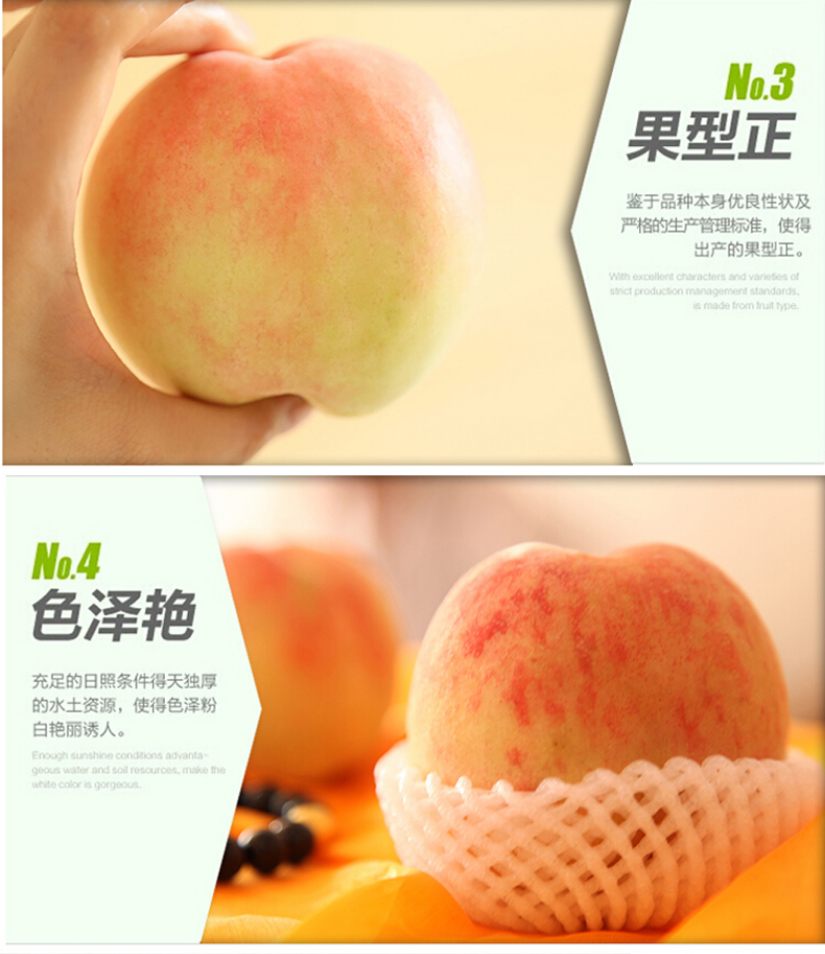 No.3
果型正
鉴于品种本身优良性状及
严格的生产管理标准，使得
出产的果型正。
With excellent characters and varieties of
strict production management standards,
is made from fruit type.
No.4
色泽艳
充足的日照条件得天独厚
的水土资源，使得色泽粉
白艳丽诱人。
Enough sunshine conditions advanta-
geous water and soil resources, make the
white color is gorgeous.